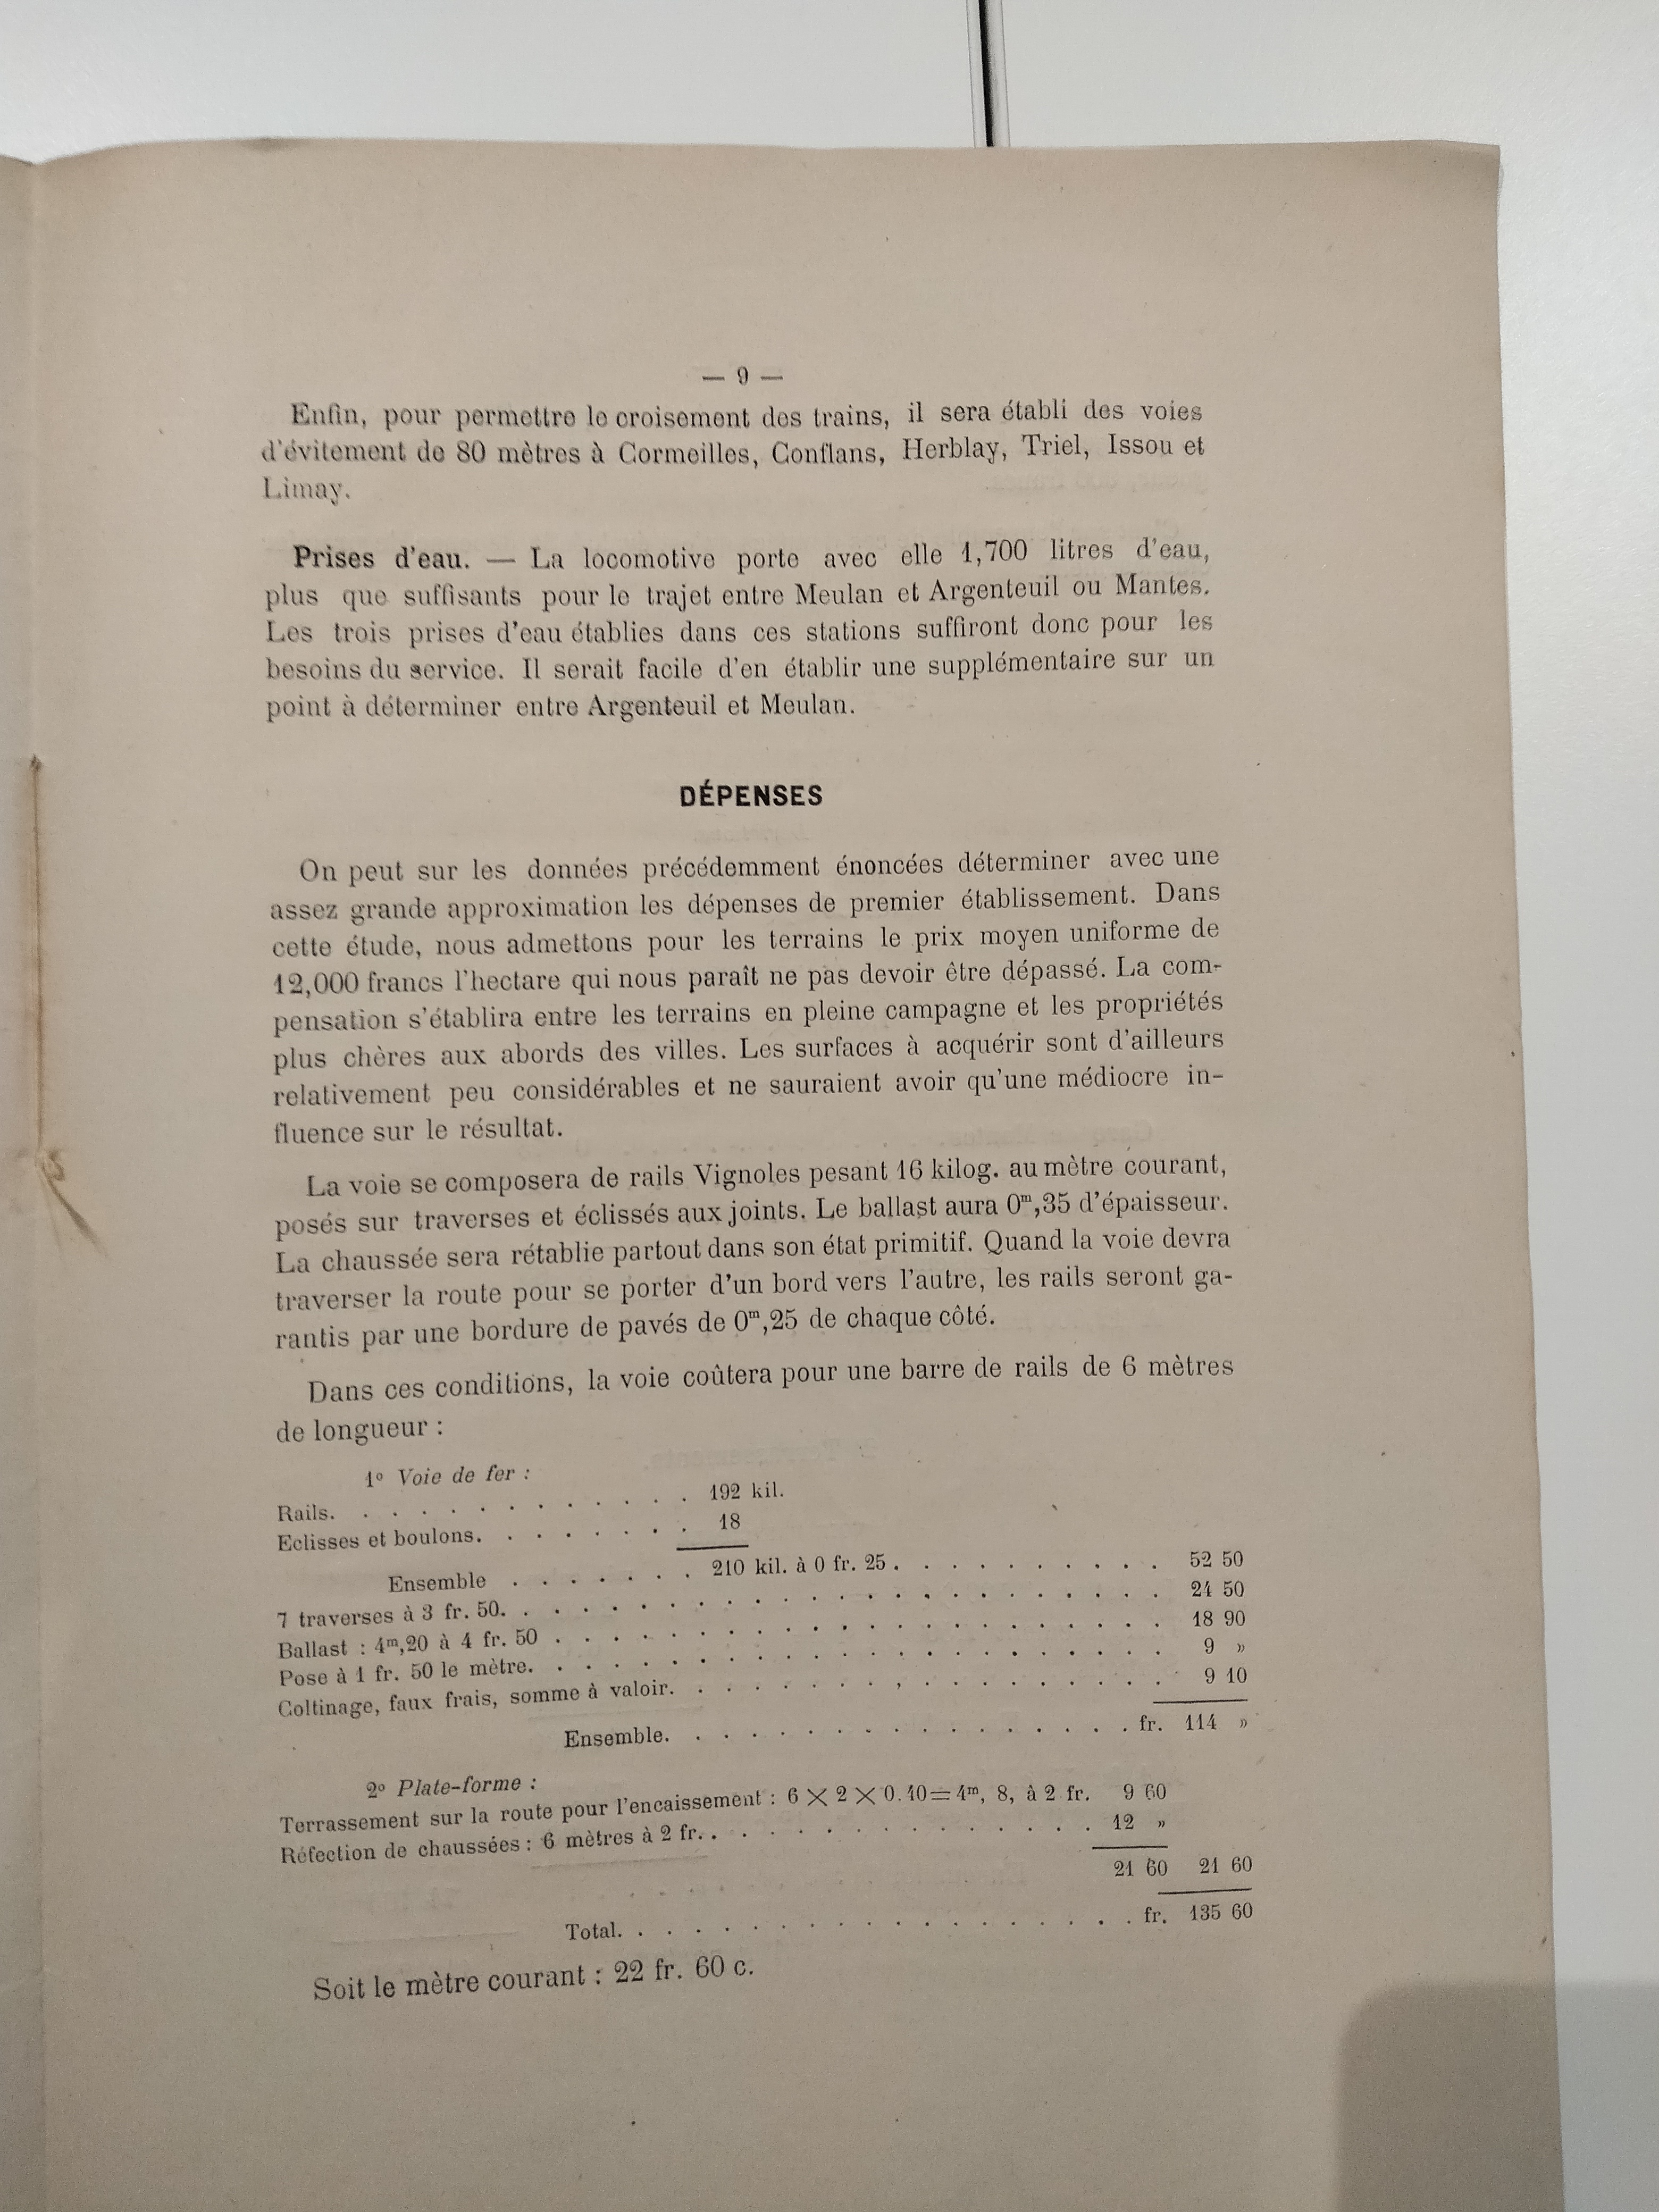 — 9 —
Enfin, pour permettre le croisement des trains, il sera établi des voies
d'évitement de 80 mètres à Cormeilles, Conflans, Herblay, Triel, Issou et
Limay.
Prises d'eau. — La locomotive porte avec elle 1,700 litres d'eau,
plus que suffisants pour le trajet entre Meulan et Argenteuil ou Mantes.
Les trois prises d'eau établies dans ces stations suffiront donc pour les
besoins du service. Il serait facile d'en établir une supplémentaire sur un
point à déterminer entre Argenteuil et Meulan.
DÉPENSES
On peut sur les données précédemment énoncées déterminer avec une
assez grande approximation les dépenses de premier établissement. Dans
cette étude, nous admettons pour les terrains le prix moyen uniforme de
12,000 francs l'hectare qui nous paraît ne pas devoir être dépassé. La com-
pensation s'établira entre les terrains en pleine campagne et les propriétés
plus chères aux abords des villes. Les surfaces à acquérir sont d'ailleurs
relativement peu considérables et ne sauraient avoir qu'une médiocre in-
fluence sur le résultat.
La voie se composera de rails Vignoles pesant 16 kilog. au mètre courant,
posés sur traverses et éclissés aux joints. Le ballast aura 0ᵐ,35 d'épaisseur.
La chaussée sera rétablie partout dans son état primitif. Quand la voie devra
traverser la route pour se porter d'un bord vers l'autre, les rails seront ga-
rantis par une bordure de pavés de 0ᵐ,25 de chaque côté.
Dans ces conditions, la voie coûtera pour une barre de rails de 6 mètres
de longueur :
1º Voie de fer :
Rails. . . . . . . . . . . . . 192 kil.
Eclisses et boulons. . . . . . . . 18
Ensemble . . . . . . . 210 kil. à 0 fr. 25 . . . . . . . . . . 52 50
7 traverses à 3 fr. 50. . . . . . . . . . . . . . . . . . . . . . . . 24 50
Ballast : 4ᵐ,20 à 4 fr. 50 . . . . . . . . . . . . . . . . . . . . . . 18 90
Pose à 1 fr. 50 le mètre. . . . . . . . . . . . . . . . . . . . . . . 9 »
Coltinage, faux frais, somme à valoir. . . . . . . . . . . . . . . . . . 9 10
Ensemble. . . . . . . . . . . . . . . . . fr. 114 »
2º Plate-forme :
Terrassement sur la route pour l'encaissement : 6 × 2 × 0.40=4ᵐ, 8, à 2 fr. 9 60
Réfection de chaussées : 6 mètres à 2 fr. . . . . . . . . . . . . . . . 12 »
21 60 21 60
Total. . . . . . . . . . . . . . . . . . . fr. 135 60
Soit le mètre courant : 22 fr. 60 c.